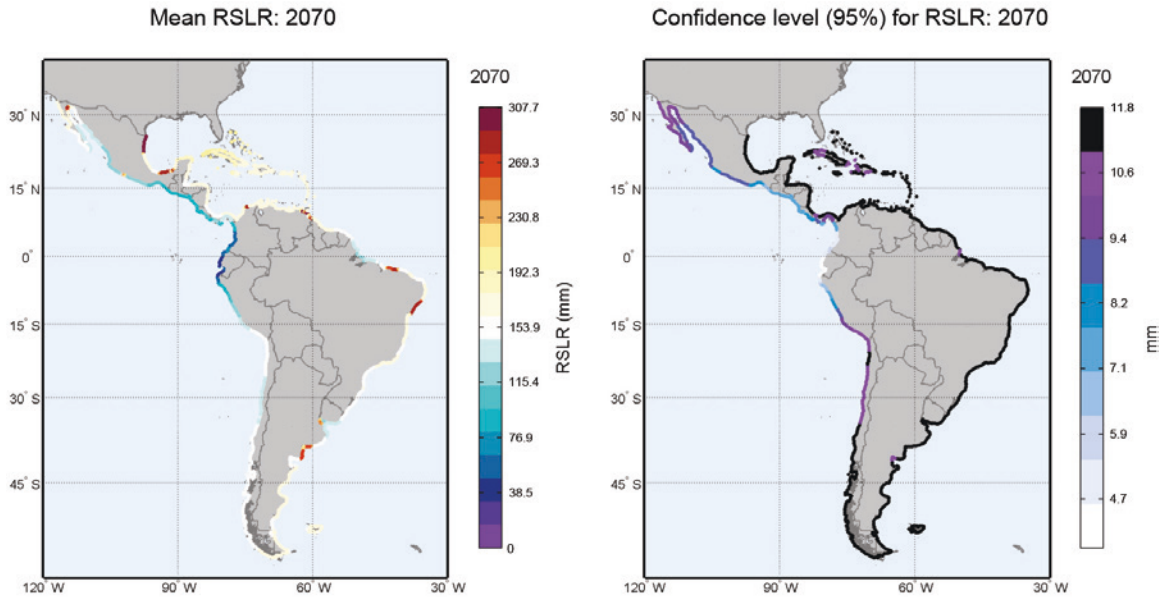 Mean RSLR: 2070
Confidence level (95%) for RSLR: 2070
2070
307.7
269.3
230.8
192.3
153.9
115.4
76.9
38.5
0
RSLR (mm)
30° N
15° N
0°
15° S
30° S
45° S
120° W
90° W
60° W
30 W
2070
11.8
10.6
9.4
8.2
7.1
5.9
4.7
mm
30° N
15° N
0°
15° S
30° S
45° S
120° W
90° W
60° W
30 W